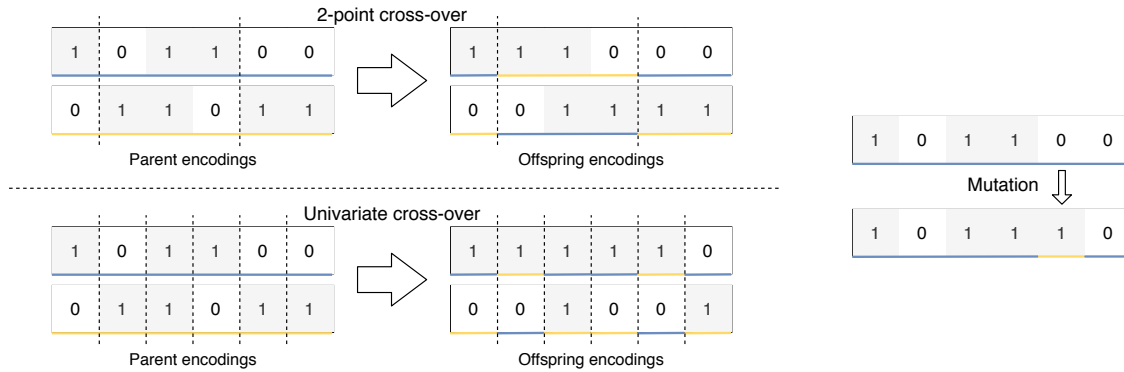 2-point cross-over
1 0 1 1 0 0
0 1 1 0 1 1
Parent encodings
1 1 1 0 0 0
0 0 1 1 1 1
Offspring encodings
Univariate cross-over
1 0 1 1 0 0
0 1 1 0 1 1
Parent encodings
1 1 1 1 1 0
0 0 1 0 0 1
Offspring encodings
1 0 1 1 0 0
Mutation
1 0 1 1 1 0